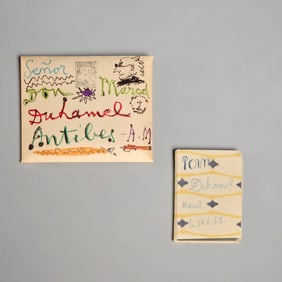 Señor
Don Marcel
Duhamel
Antibes - A.M
POUR
Duhamel
Marcel